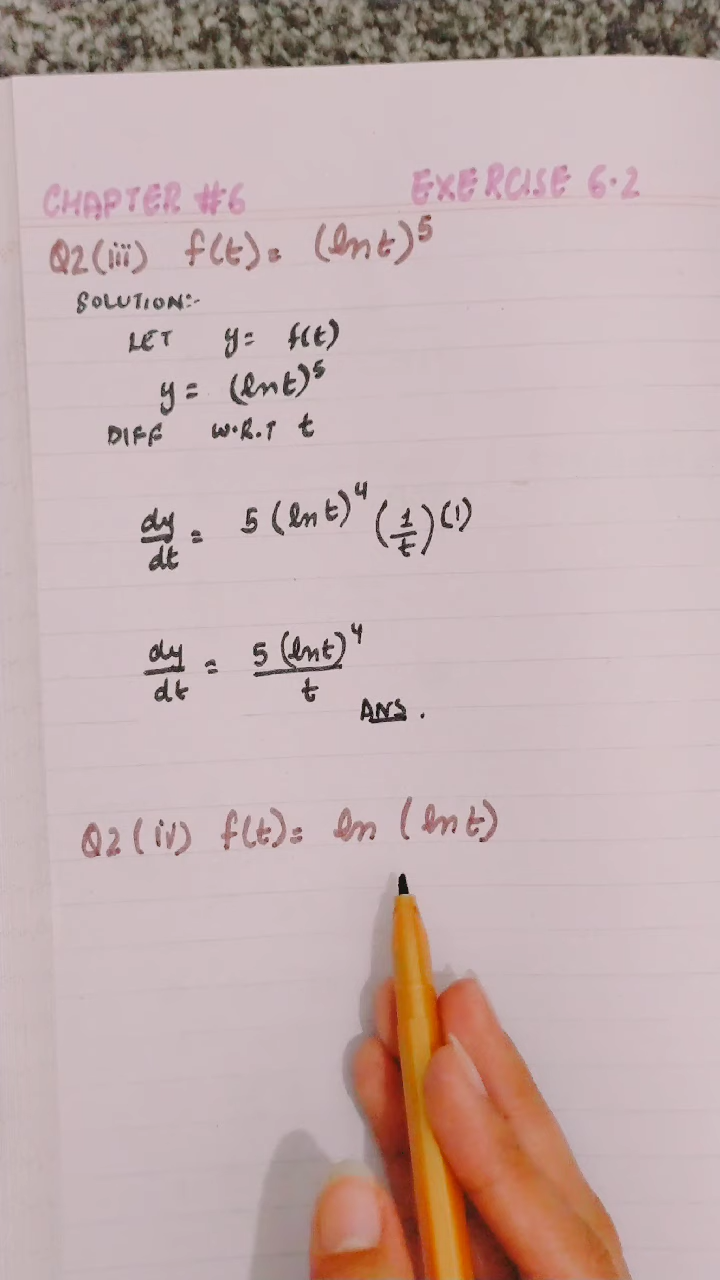 CHAPTER #6 EXERCISE 6.2
Q2(iii) f(t) = (ln t)^5
SOLUTION:-
LET y = f(t)
y = (ln t)^5
DIFF W.R.T t
dy/dt = 5 (ln t)^4 (1/t) (1)
dy/dt = 5 (ln t)^4 / t
ANS.
Q2(iv) f(t) = ln (ln t)